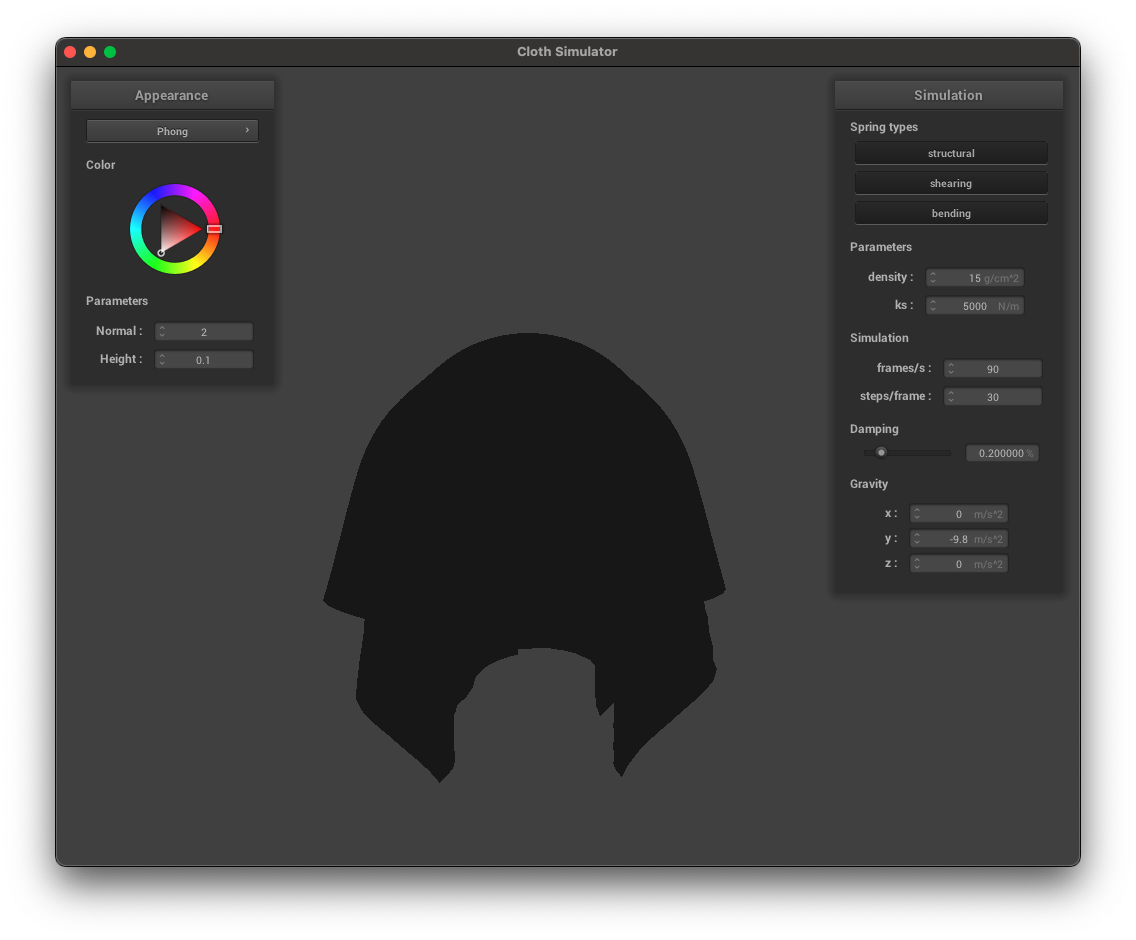 Cloth Simulator
Appearance
Phong ›
Color
Parameters
Normal : 2
Height : 0.1
Simulation
Spring types
structural
shearing
bending
Parameters
density : 15 g/cm^2
ks : 5000 N/m
Simulation
frames/s : 90
steps/frame : 30
Damping
0.200000 %
Gravity
x : 0 m/s^2
y : -9.8 m/s^2
z : 0 m/s^2